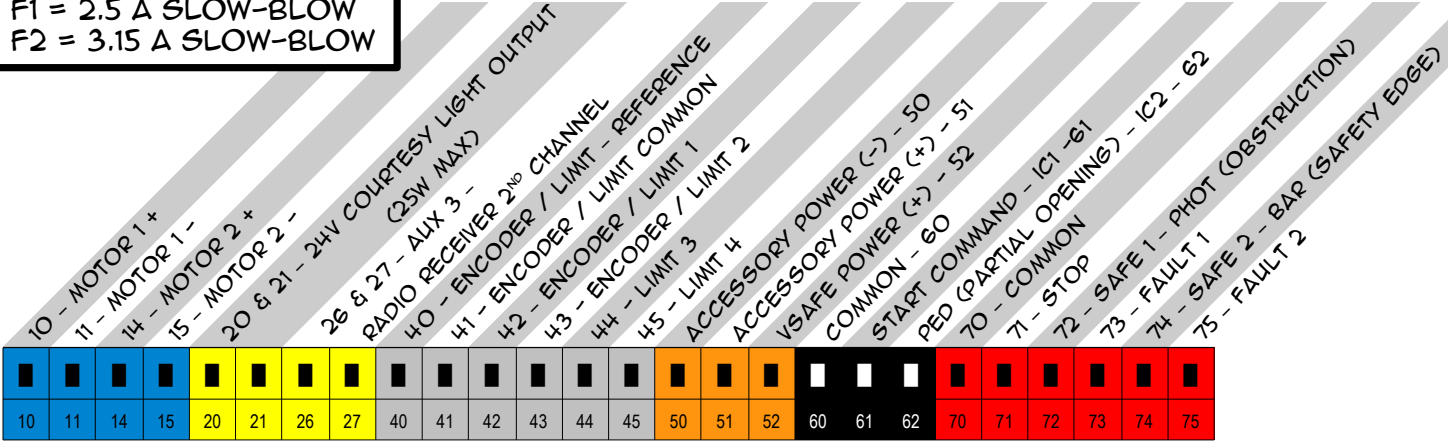 F1 = 2.5 A SLOW-BLOW
F2 = 3.15 A SLOW-BLOW
10 - MOTOR 1 +
11 - MOTOR 1 -
14 - MOTOR 2 +
15 - MOTOR 2 -
20 & 21 - 24V COURTESY LIGHT OUTPUT
(25W MAX)
26 & 27 - AUX 3 -
RADIO RECEIVER 2ND CHANNEL
40 - ENCODER / LIMIT - REFERENCE
41 - ENCODER / LIMIT COMMON
42 - ENCODER / LIMIT 1
43 - ENCODER / LIMIT 2
44 - LIMIT 3
45 - LIMIT 4
ACCESSORY POWER (-) - 50
ACCESSORY POWER (+) - 51
VSAFE POWER (+) - 52
COMMON - 60
START COMMAND - IC1 -61
PED (PARTIAL OPENING) - IC2 - 62
70 - COMMON
71 - STOP
72 - SAFE 1 - PHOT (OBSTRUCTION)
73 - FAULT 1
74 - SAFE 2 - BAR (SAFETY EDGE)
75 - FAULT 2
10 11 14 15 20 21 26 27 40 41 42 43 44 45 50 51 52 60 61 62 70 71 72 73 74 75